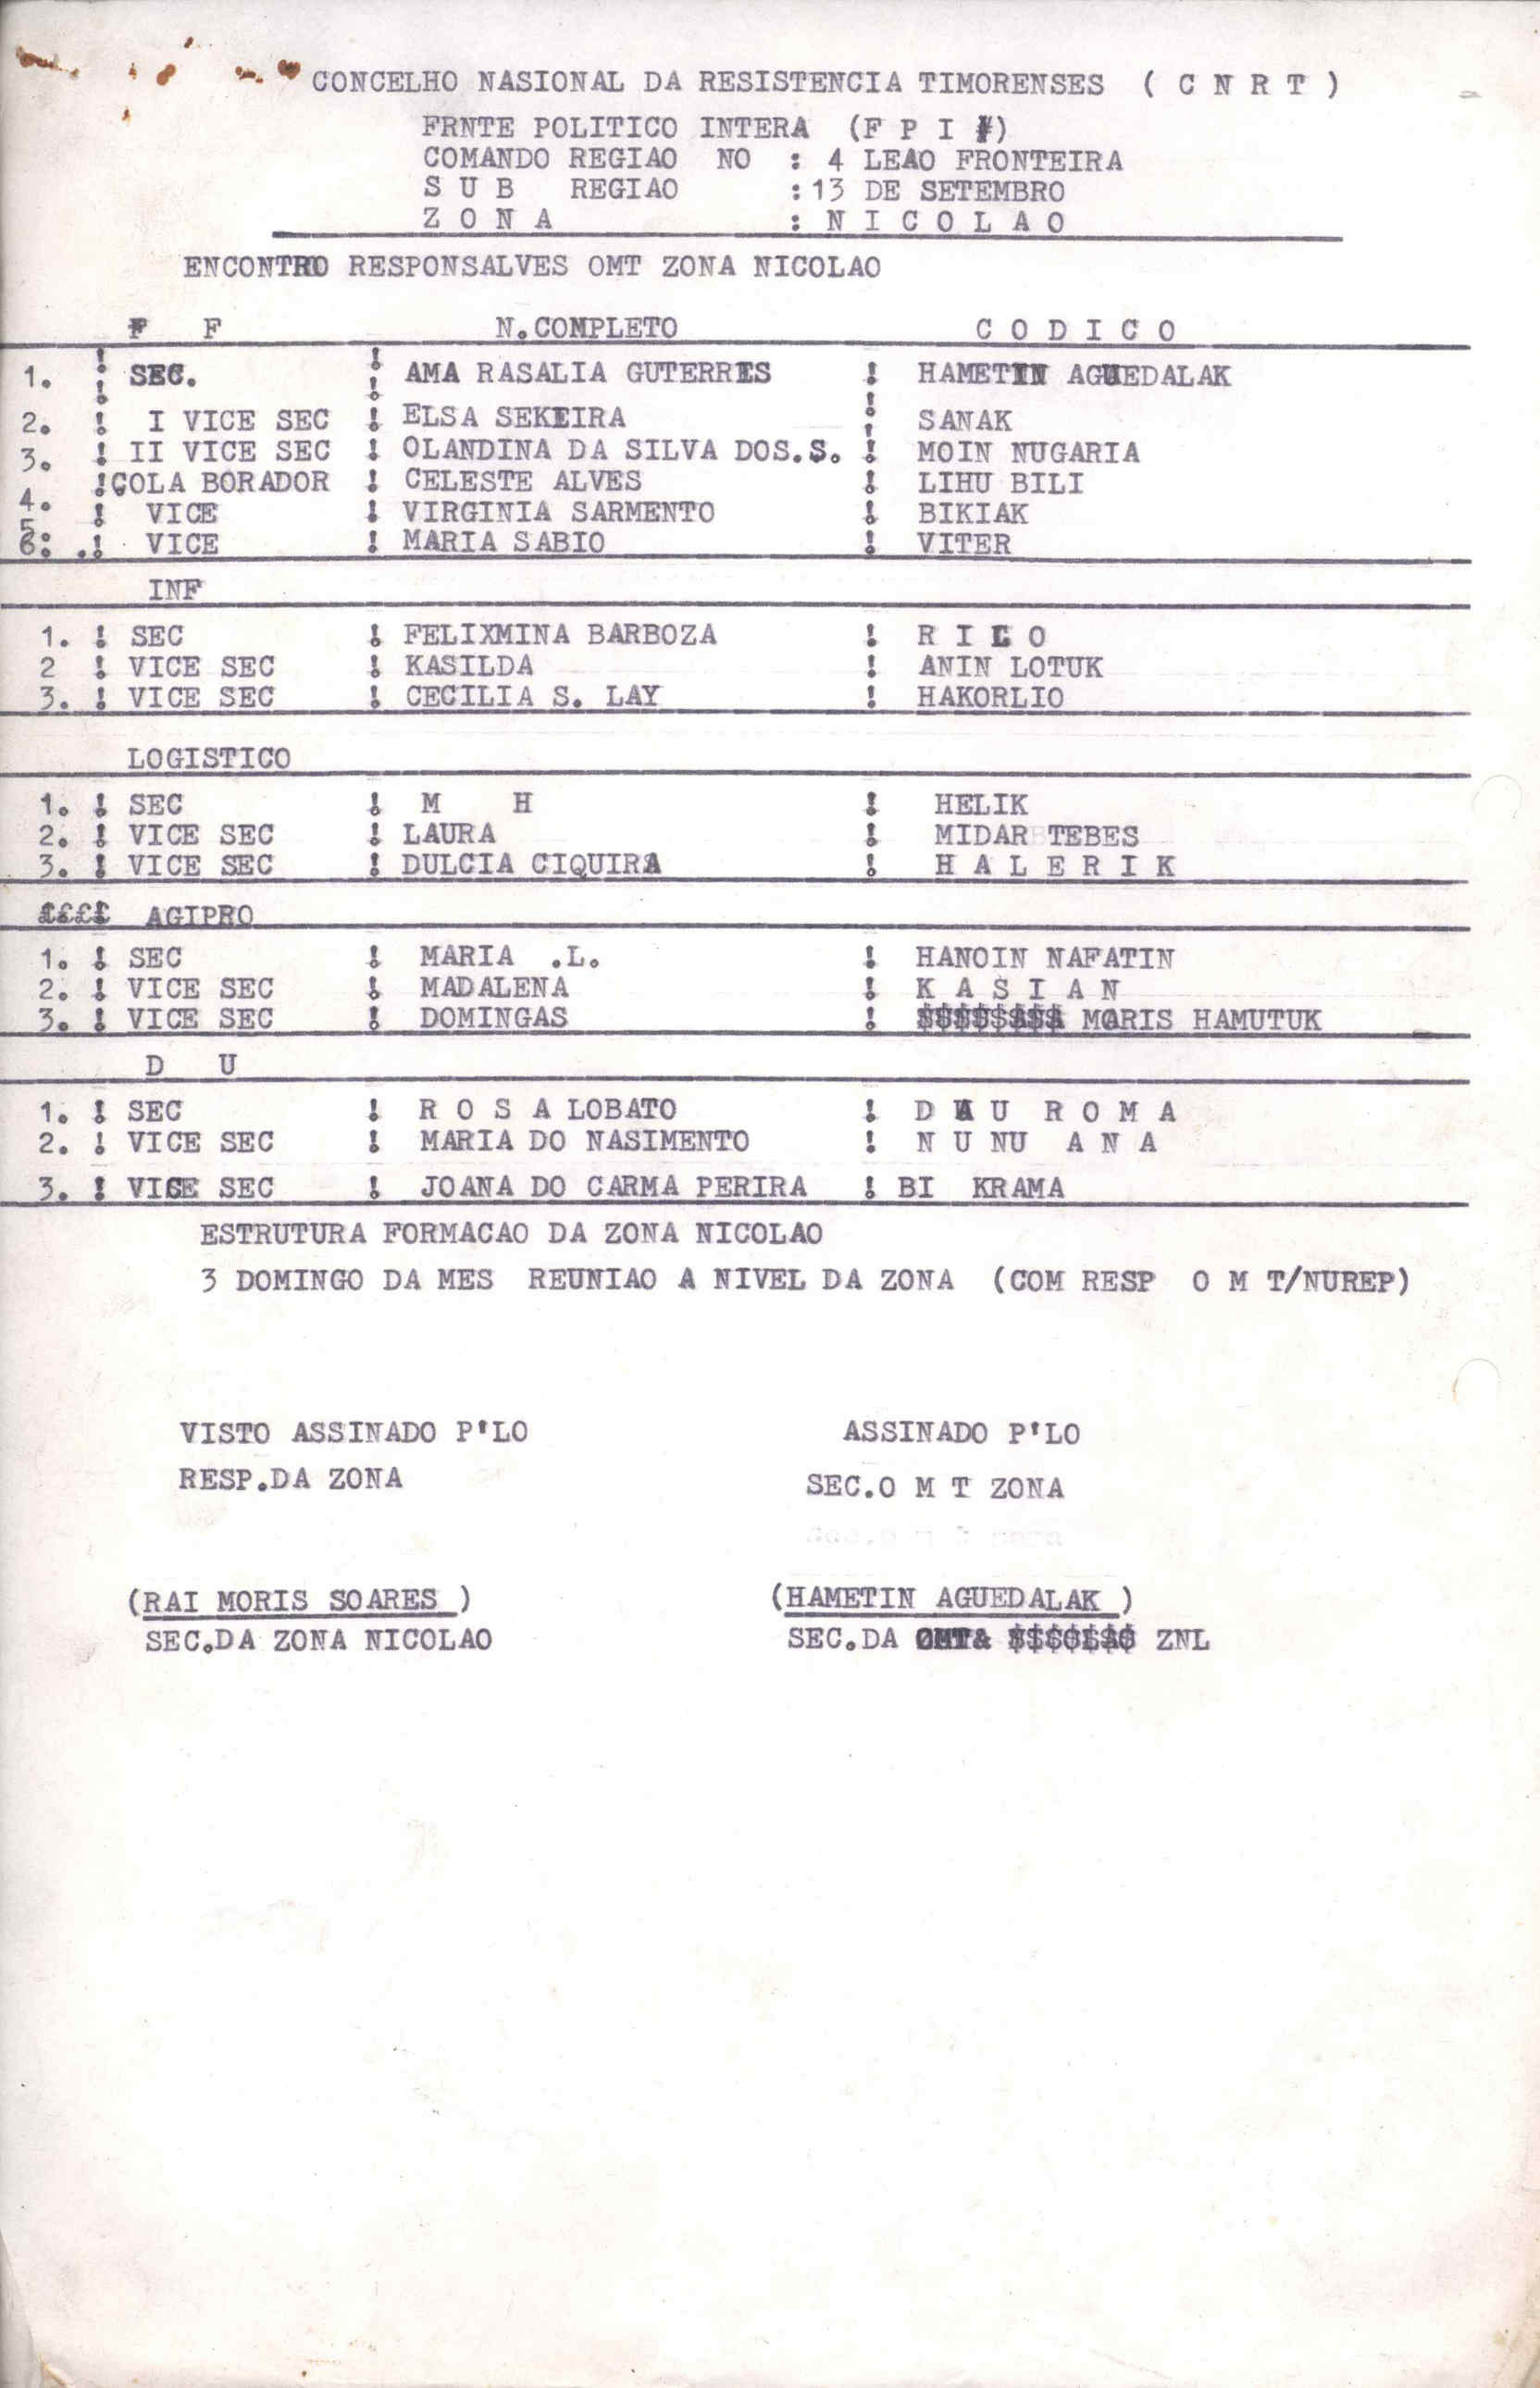 CONCELHO NASIONAL DA RESISTENCIA TIMORENSES ( C N R T )
FRNTE POLITICO INTERA (F P I )
COMANDO REGIAO NO : 4 LEAO FRONTEIRA
S U B REGIAO :13 DE SETEMBRO
Z O N A : N I C O L A O
ENCONTRO RESPONSALVES OMT ZONA NICOLAO
F F N.COMPLETO C O D I C O
1. ! SEC. ! AMA RASALIA GUTERRES ! HAMETIN AGUEDALAK
2. ! I VICE SEC ! ELSA SEKEIRA ! SANAK
3. ! II VICE SEC ! OLANDINA DA SILVA DOS.S. ! MOIN NUGARIA
4. !COLA BORADOR ! CELESTE ALVES ! LIHU BILI
5. ! VICE ! VIRGINIA SARMENTO ! BIKIAK
6: .! VICE ! MARIA SABIO ! VITER
INF
1. ! SEC ! FELIXMINA BARBOZA ! R I O
2 ! VICE SEC ! KASILDA ! ANIN LOTUK
3. ! VICE SEC ! CECILIA S. LAY ! HAKORLIO
LOGISTICO
1. ! SEC ! M H ! HELIK
2. ! VICE SEC ! LAURA ! MIDAR TEBES
3. ! VICE SEC ! DULCIA CIQUIRA ! H A L E R I K
££££ AGIPRO
1. ! SEC ! MARIA .L. ! HANOIN NAFATIN
2. ! VICE SEC ! MADALENA ! K A S I A N
3. ! VICE SEC ! DOMINGAS ! $$$$$$$$ MORIS HAMUTUK
D U
1. ! SEC ! R O S A LOBATO ! D A U R O M A
2. ! VICE SEC ! MARIA DO NASIMENTO ! N U NU A N A
3. ! VICE SEC ! JOANA DO CARMA PERIRA ! BI KRAMA
ESTRUTURA FORMACAO DA ZONA NICOLAO
3 DOMINGO DA MES REUNIAO A NIVEL DA ZONA (COM RESP O M T/NUREP)
VISTO ASSINADO P'LO ASSINADO P'LO
RESP.DA ZONA SEC.O M T ZONA
(RAI MORIS SOARES ) (HAMETIN AGUEDALAK )
SEC.DA ZONA NICOLAO SEC.DA OMT& $$$$$$$ ZNL